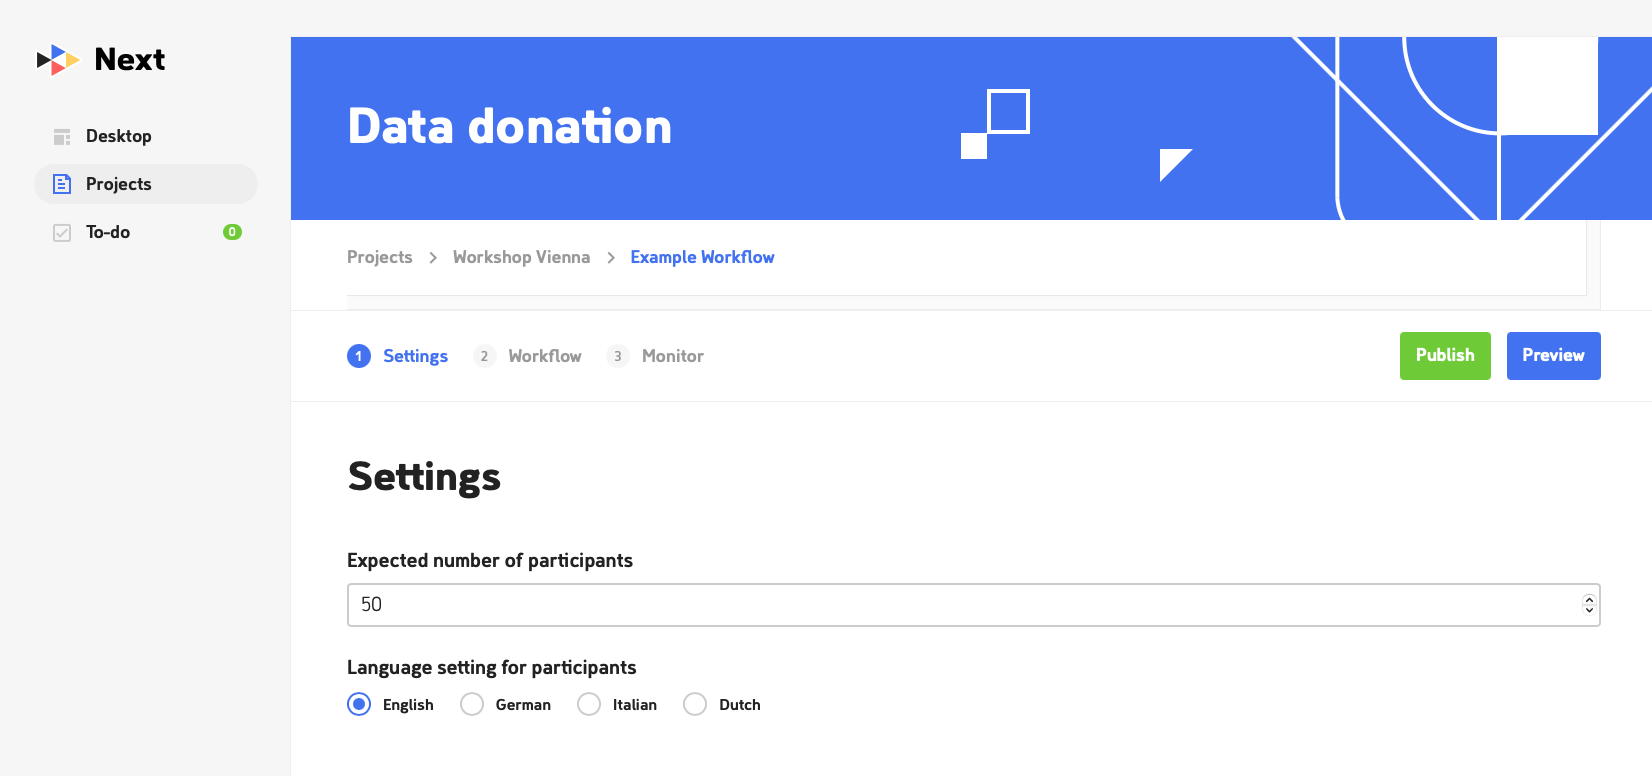 Next
Desktop
Projects
To-do 0
Data donation
Projects > Workshop Vienna > Example Workflow
1 Settings 2 Workflow 3 Monitor Publish Preview
Settings
Expected number of participants
50
Language setting for participants
English German Italian Dutch